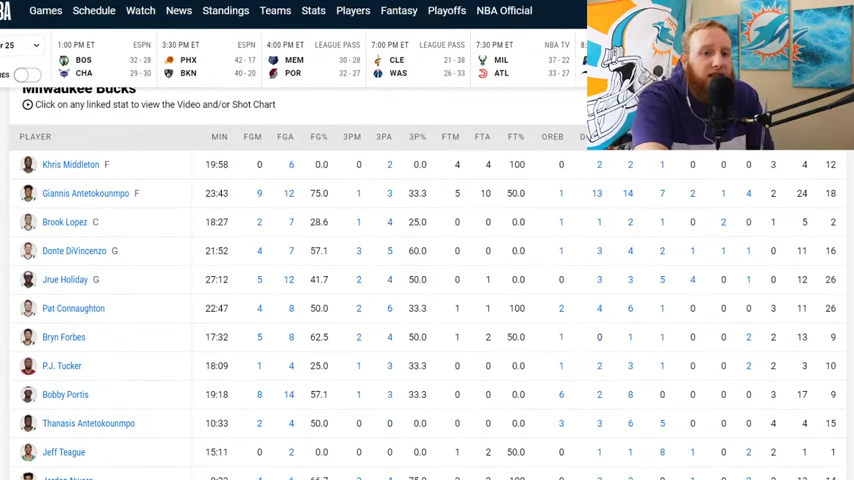 BA Games Schedule Watch News Standings Teams Stats Players Fantasy Playoffs NBA Official
r 25
RES
1:00 PM ET ESPN
BOS 32 - 28
CHA 29 - 30
3:30 PM ET ESPN
PHX 42 - 17
BKN 40 - 20
4:00 PM ET LEAGUE PASS
MEM 30 - 28
POR 32 - 27
7:00 PM ET LEAGUE PASS
CLE 21 - 38
WAS 26 - 33
7:30 PM ET NBA TV
MIL 37 - 22
ATL 33 - 27
8:
Milwaukee Bucks
Click on any linked stat to view the Video and/or Shot Chart
PLAYER MIN FGM FGA FG% 3PM 3PA 3P% FTM FTA FT% OREB
Khris Middleton F 19:58 0 6 0.0 0 2 0.0 4 4 100 0 2 2 1 0 0 0 3 4 12
Giannis Antetokounmpo F 23:43 9 12 75.0 1 3 33.3 5 10 50.0 1 13 14 7 2 1 4 2 24 18
Brook Lopez C 18:27 2 7 28.6 1 4 25.0 0 0 0.0 1 1 2 1 0 2 0 1 5 2
Donte DiVincenzo G 21:52 4 7 57.1 3 5 60.0 0 0 0.0 1 3 4 2 1 1 1 0 11 16
Jrue Holiday G 27:12 5 12 41.7 2 4 50.0 0 1 0.0 0 3 3 5 4 0 1 0 12 26
Pat Connaughton 22:47 4 8 50.0 2 6 33.3 1 1 100 2 4 6 1 0 0 0 3 11 26
Bryn Forbes 17:32 5 8 62.5 2 4 50.0 1 2 50.0 1 0 1 1 0 0 2 2 13 9
P.J. Tucker 18:09 1 4 25.0 1 3 33.3 0 0 0.0 1 2 3 1 0 0 2 2 3 10
Bobby Portis 19:18 8 14 57.1 1 3 33.3 0 0 0.0 6 2 8 0 0 0 0 3 17 9
Thanasis Antetokounmpo 10:33 2 4 50.0 0 0 0.0 0 0 0.0 3 3 6 5 0 0 0 4 4 15
Jeff Teague 15:11 0 2 0.0 0 0 0.0 1 2 50.0 0 1 1 8 1 0 2 2 1 1